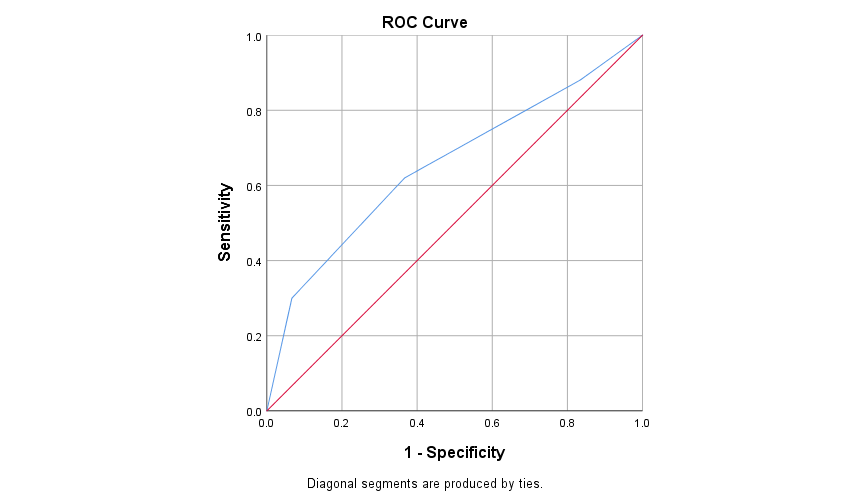 ROC Curve
1.0
0.8
0.6
0.4
0.2
0.0
Sensitivity
0.0 0.2 0.4 0.6 0.8 1.0
1 - Specificity
Diagonal segments are produced by ties.